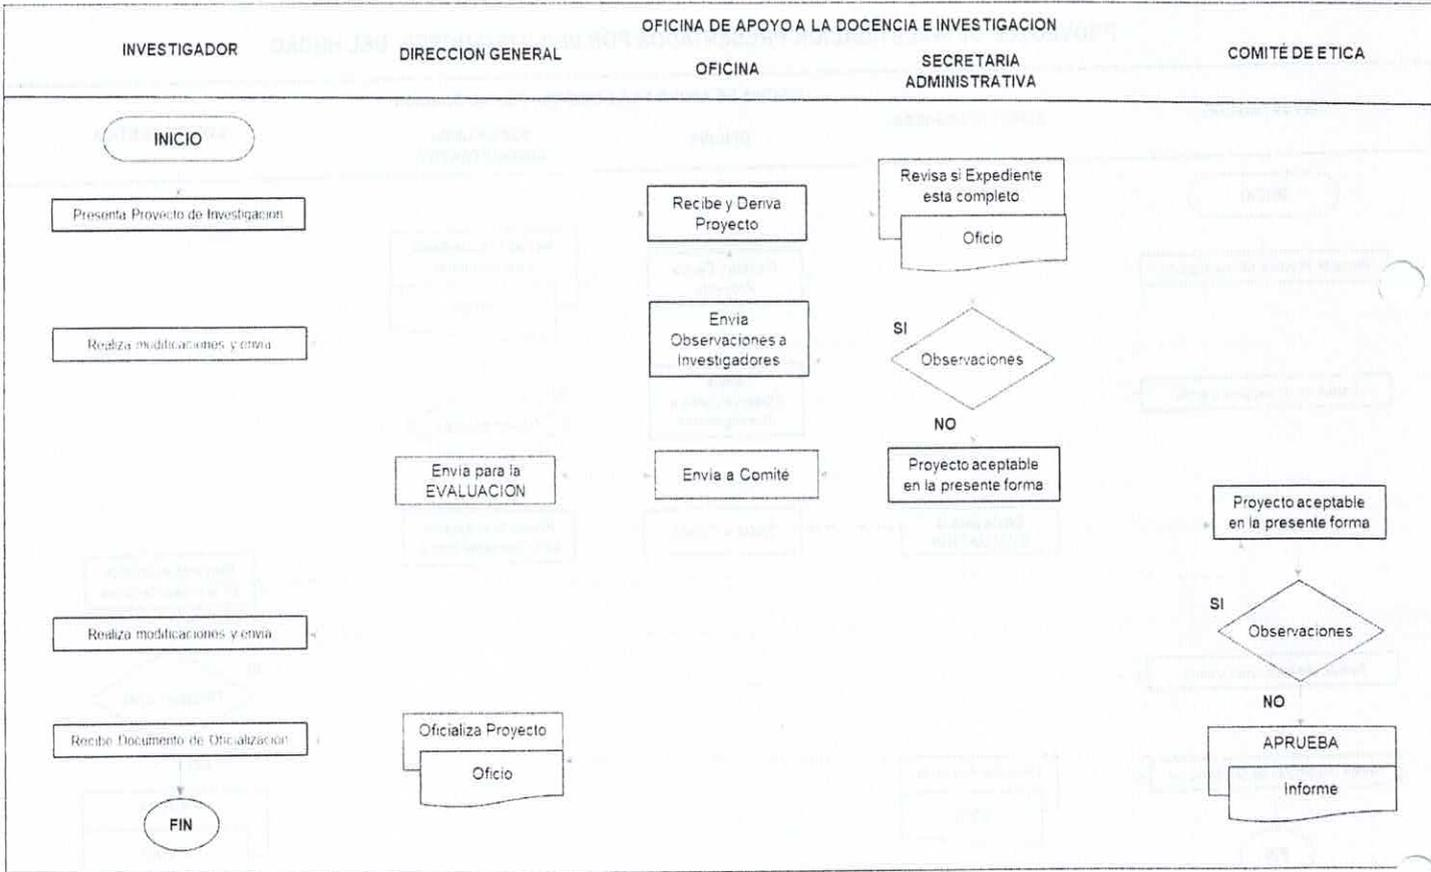 OFICINA DE APOYO A LA DOCENCIA E INVESTIGACION
INVESTIGADOR
DIRECCION GENERAL
OFICINA
SECRETARIA
ADMINISTRATIVA
COMITÉ DE ETICA
INICIO
Presenta Proyecto de Investigacion
Recibe y Deriva
Proyecto
Revisa si Expediente
esta completo
Oficio
Realiza modificaciones y envia
Envia
Observaciones a
Investigadores
SI
Observaciones
NO
Envia para la
EVALUACION
Envia a Comité
Proyecto aceptable
en la presente forma
Proyecto aceptable
en la presente forma
SI
Observaciones
Realiza modificaciones y envia
NO
Recibe Documento de Oficializacion
Oficializa Proyecto
Oficio
APRUEBA
Informe
FIN